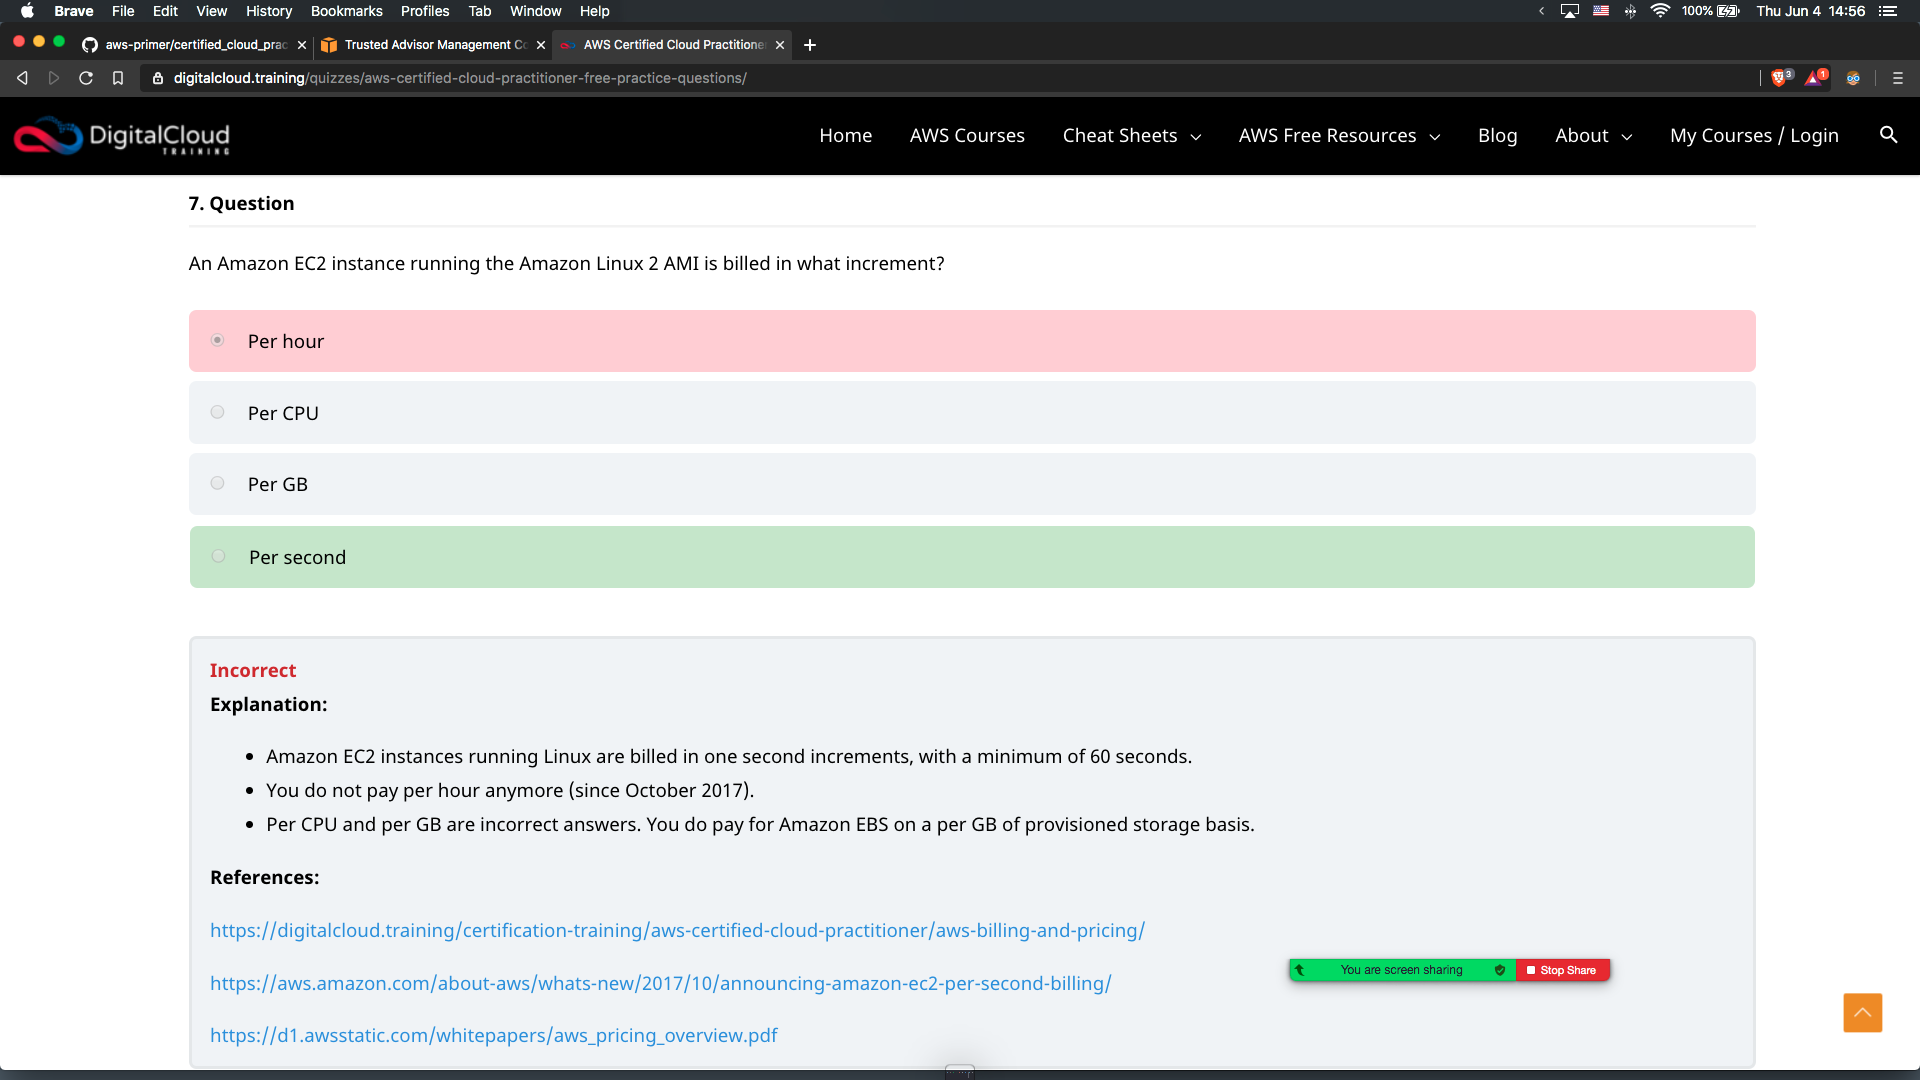 Brave File Edit View History Bookmarks Profiles Tab Window Help 100% Thu Jun 4 14:56
aws-primer/certified_cloud_prac Trusted Advisor Management Co AWS Certified Cloud Practitione
digitalcloud.training/quizzes/aws-certified-cloud-practitioner-free-practice-questions/ 3 1
DigitalCloud
TRAINING
Home AWS Courses Cheat Sheets AWS Free Resources Blog About My Courses / Login
7. Question
An Amazon EC2 instance running the Amazon Linux 2 AMI is billed in what increment?
Per hour
Per CPU
Per GB
Per second
Incorrect
Explanation:
• Amazon EC2 instances running Linux are billed in one second increments, with a minimum of 60 seconds.
• You do not pay per hour anymore (since October 2017).
• Per CPU and per GB are incorrect answers. You do pay for Amazon EBS on a per GB of provisioned storage basis.
References:
https://digitalcloud.training/certification-training/aws-certified-cloud-practitioner/aws-billing-and-pricing/
You are screen sharing Stop Share
https://aws.amazon.com/about-aws/whats-new/2017/10/announcing-amazon-ec2-per-second-billing/
https://d1.awsstatic.com/whitepapers/aws_pricing_overview.pdf